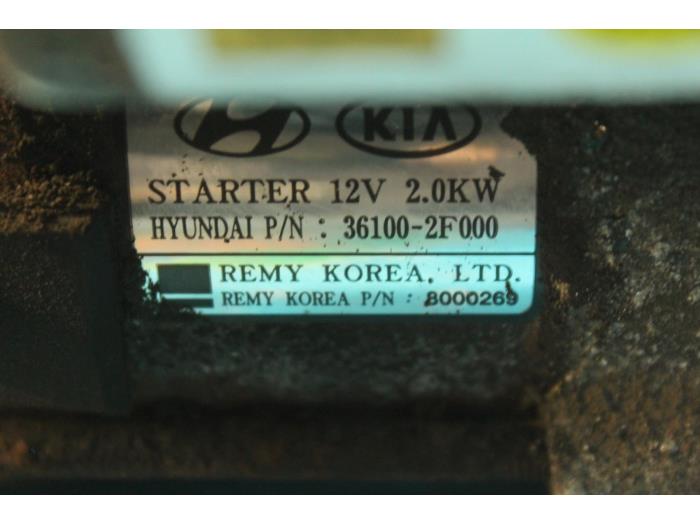 KIA
STARTER 12V 2.0KW
HYUNDAI P/N : 36100-2F000
REMY KOREA, LTD.
REMY KOREA P/N : 8000269